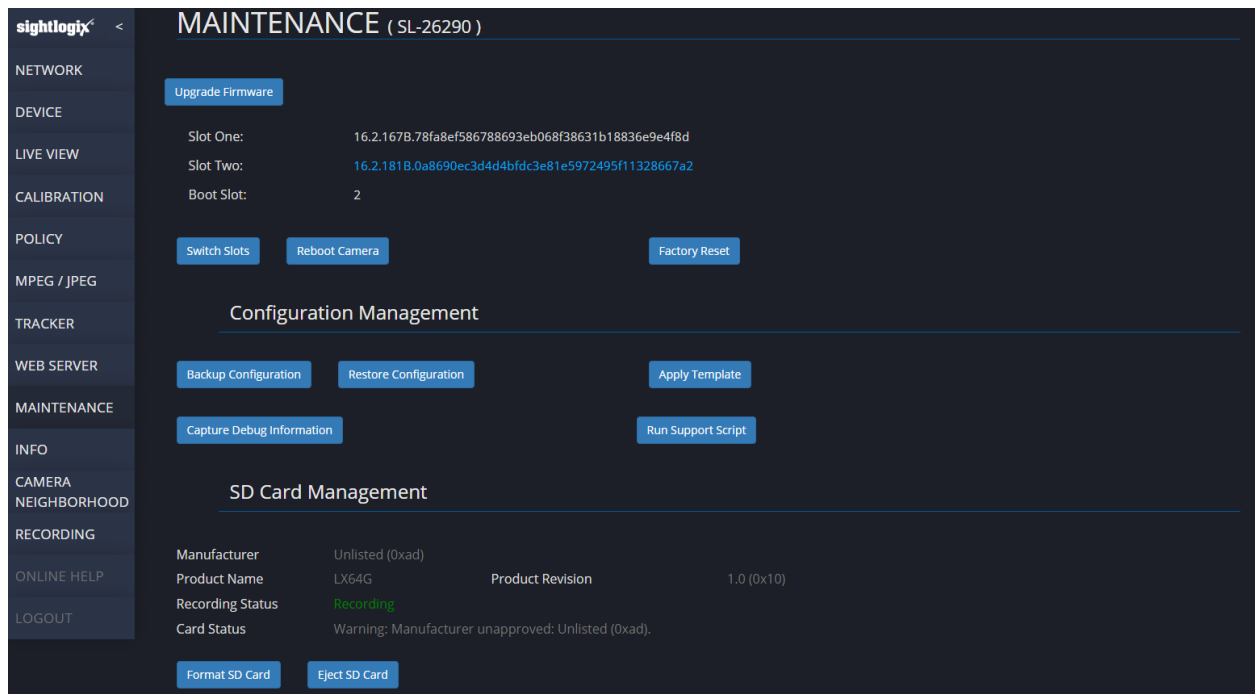 sightlogix <
MAINTENANCE ( SL-26290 )
NETWORK
DEVICE
LIVE VIEW
CALIBRATION
POLICY
MPEG / JPEG
TRACKER
WEB SERVER
MAINTENANCE
INFO
CAMERA
NEIGHBORHOOD
RECORDING
ONLINE HELP
LOGOUT
Upgrade Firmware
Slot One: 16.2.167B.78fa8ef586788693eb068f38631b18836e9e4f8d
Slot Two: 16.2.181B.0a8690ec3d4d4bfdc3e81e5972495f11328667a2
Boot Slot: 2
Switch Slots Reboot Camera Factory Reset
Configuration Management
Backup Configuration Restore Configuration Apply Template
Capture Debug Information Run Support Script
SD Card Management
Manufacturer Unlisted (0xad)
Product Name LX64G Product Revision 1.0 (0x10)
Recording Status Recording
Card Status Warning: Manufacturer unapproved: Unlisted (0xad).
Format SD Card Eject SD Card